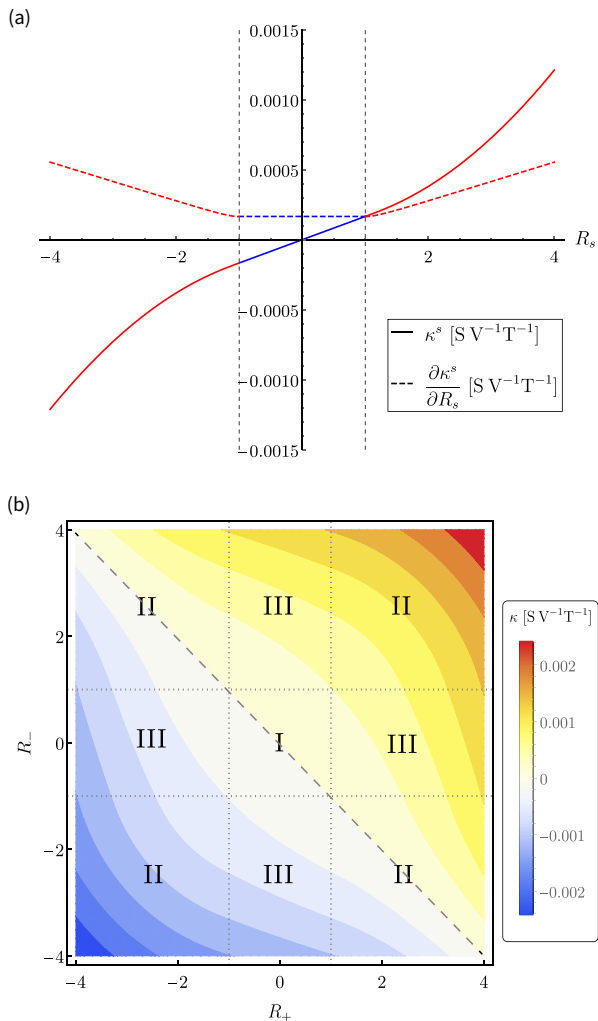 (a)
0.0015
0.0010
0.0005
−4 −2 2 4 R_s
−0.0005
−0.0010
−0.0015
κ^s [S V⁻¹T⁻¹]
∂κ^s/∂R_s [S V⁻¹T⁻¹]
(b)
4
2
0
−2
−4
R_−
II III II
III I III
II III II
−4 −2 0 2 4
R_+
κ [S V⁻¹T⁻¹]
0.002
0.001
0
−0.001
−0.002